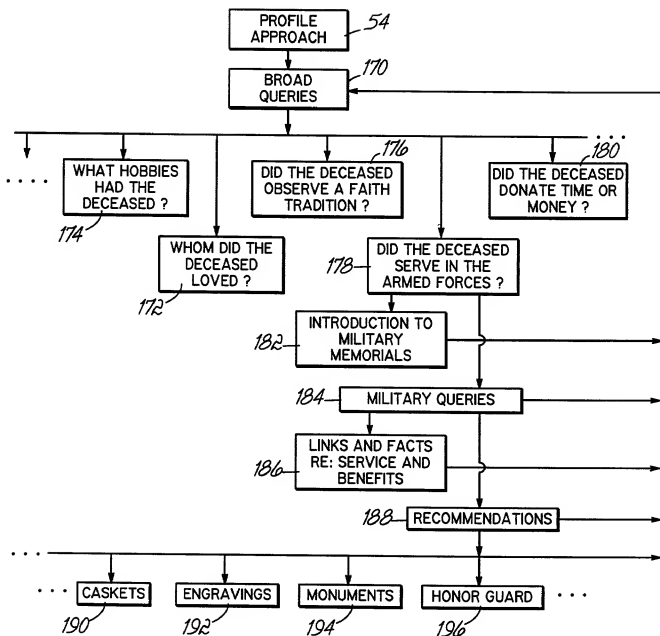 PROFILE
APPROACH
54
BROAD
QUERIES
170
WHAT HOBBIES
HAD THE
DECEASED ?
174
WHOM DID THE
DECEASED
LOVED ?
172
DID THE DECEASED
OBSERVE A FAITH
TRADITION ?
176
DID THE DECEASED
SERVE IN THE
ARMED FORCES ?
178
DID THE DECEASED
DONATE TIME OR
MONEY ?
180
INTRODUCTION TO
MILITARY
MEMORIALS
182
184
MILITARY QUERIES
LINKS AND FACTS
RE: SERVICE AND
BENEFITS
186
188
RECOMMENDATIONS
CASKETS
190
ENGRAVINGS
192
MONUMENTS
194
HONOR GUARD
196